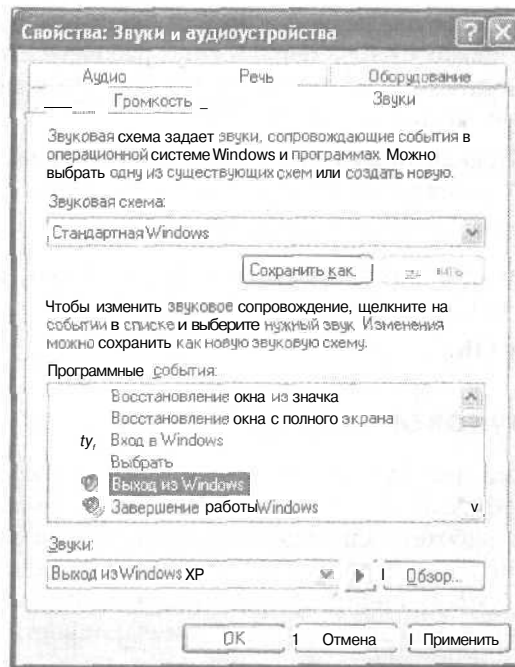 Свойства: Звуки и аудиоустройства
Аудио Речь Оборудование
Громкость Звуки
Звуковая схема задает звуки, сопровождающие события в
операционной системе Windows и программах. Можно
выбрать одну из существующих схем или создать новую.
Звуковая схема:
Стандартная Windows
Сохранить как.
Чтобы изменить звуковое сопровождение, щелкните на
событии в списке и выберите нужный звук. Изменения
можно сохранить как новую звуковую схему.
Программные события:
Восстановление окна из значка
Восстановление окна с полного экрана
ty, Вход в Windows
Выбрать
Выход из Windows
Завершение работы Windows v
Звуки:
Выход из Windows XP I Обзор...
OK 1 Отмена I Применить